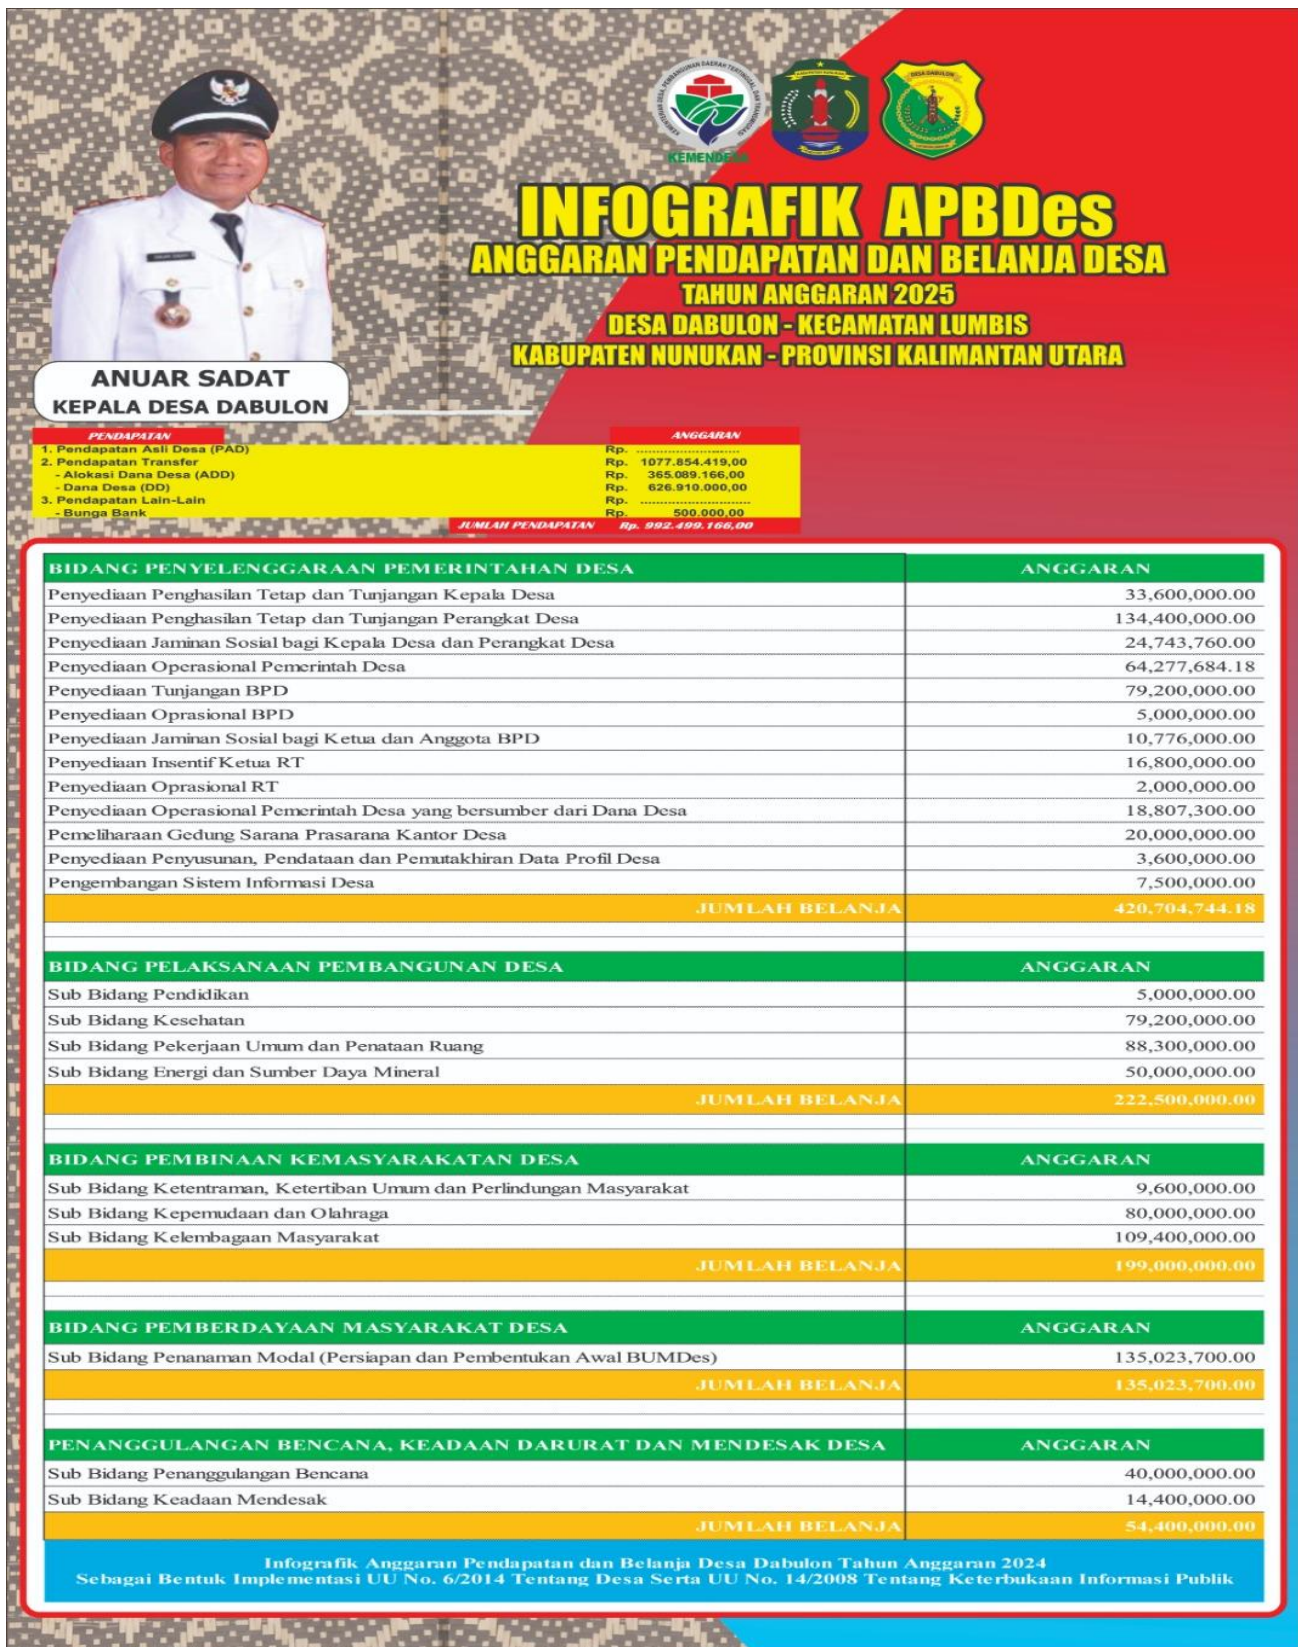 KEMENTERIAN DESA, PEMBANGUNAN DAERAH TERTINGGAL, DAN TRANSMIGRASI
KEMENDESA
KABUPATEN NUNUKAN
DESA DABULON
INFOGRAFIK APBDes
ANGGARAN PENDAPATAN DAN BELANJA DESA
TAHUN ANGGARAN 2025
DESA DABULON - KECAMATAN LUMBIS
KABUPATEN NUNUKAN - PROVINSI KALIMANTAN UTARA
ANUAR SADAT
KEPALA DESA DABULON
PENDAPATAN ANGGARAN
1. Pendapatan Asli Desa (PAD) Rp. ........................
2. Pendapatan Transfer Rp. 1077.854.419,00
- Alokasi Dana Desa (ADD) Rp. 365.089.166,00
- Dana Desa (DD) Rp. 626.910.000,00
3. Pendapatan Lain-Lain Rp. ..........................
- Bunga Bank Rp. 500.000,00
JUMLAH PENDAPATAN Rp. 992.499.166,00
BIDANG PENYELENGGARAAN PEMERINTAHAN DESA ANGGARAN
Penyediaan Penghasilan Tetap dan Tunjangan Kepala Desa 33,600,000.00
Penyediaan Penghasilan Tetap dan Tunjangan Perangkat Desa 134,400,000.00
Penyediaan Jaminan Sosial bagi Kepala Desa dan Perangkat Desa 24,743,760.00
Penyediaan Operasional Pemerintah Desa 64,277,684.18
Penyediaan Tunjangan BPD 79,200,000.00
Penyediaan Oprasional BPD 5,000,000.00
Penyediaan Jaminan Sosial bagi Ketua dan Anggota BPD 10,776,000.00
Penyediaan Insentif Ketua RT 16,800,000.00
Penyediaan Oprasional RT 2,000,000.00
Penyediaan Operasional Pemerintah Desa yang bersumber dari Dana Desa 18,807,300.00
Pemeliharaan Gedung Sarana Prasarana Kantor Desa 20,000,000.00
Penyediaan Penyusunan, Pendataan dan Pemutakhiran Data Profil Desa 3,600,000.00
Pengembangan Sistem Informasi Desa 7,500,000.00
JUMLAH BELANJA 420,704,744.18
BIDANG PELAKSANAAN PEMBANGUNAN DESA ANGGARAN
Sub Bidang Pendidikan 5,000,000.00
Sub Bidang Kesehatan 79,200,000.00
Sub Bidang Pekerjaan Umum dan Penataan Ruang 88,300,000.00
Sub Bidang Energi dan Sumber Daya Mineral 50,000,000.00
JUMLAH BELANJA 222,500,000.00
BIDANG PEMBINAAN KEMASYARAKATAN DESA ANGGARAN
Sub Bidang Ketentraman, Ketertiban Umum dan Perlindungan Masyarakat 9,600,000.00
Sub Bidang Kepemudaan dan Olahraga 80,000,000.00
Sub Bidang Kelembagaan Masyarakat 109,400,000.00
JUMLAH BELANJA 199,000,000.00
BIDANG PEMBERDAYAAN MASYARAKAT DESA ANGGARAN
Sub Bidang Penanaman Modal (Persiapan dan Pembentukan Awal BUMDes) 135,023,700.00
JUMLAH BELANJA 135,023,700.00
PENANGGULANGAN BENCANA, KEADAAN DARURAT DAN MENDESAK DESA ANGGARAN
Sub Bidang Penanggulangan Bencana 40,000,000.00
Sub Bidang Keadaan Mendesak 14,400,000.00
JUMLAH BELANJA 54,400,000.00
Infografik Anggaran Pendapatan dan Belanja Desa Dabulon Tahun Anggaran 2024
Sebagai Bentuk Implementasi UU No. 6/2014 Tentang Desa Serta UU No. 14/2008 Tentang Keterbukaan Informasi Publik